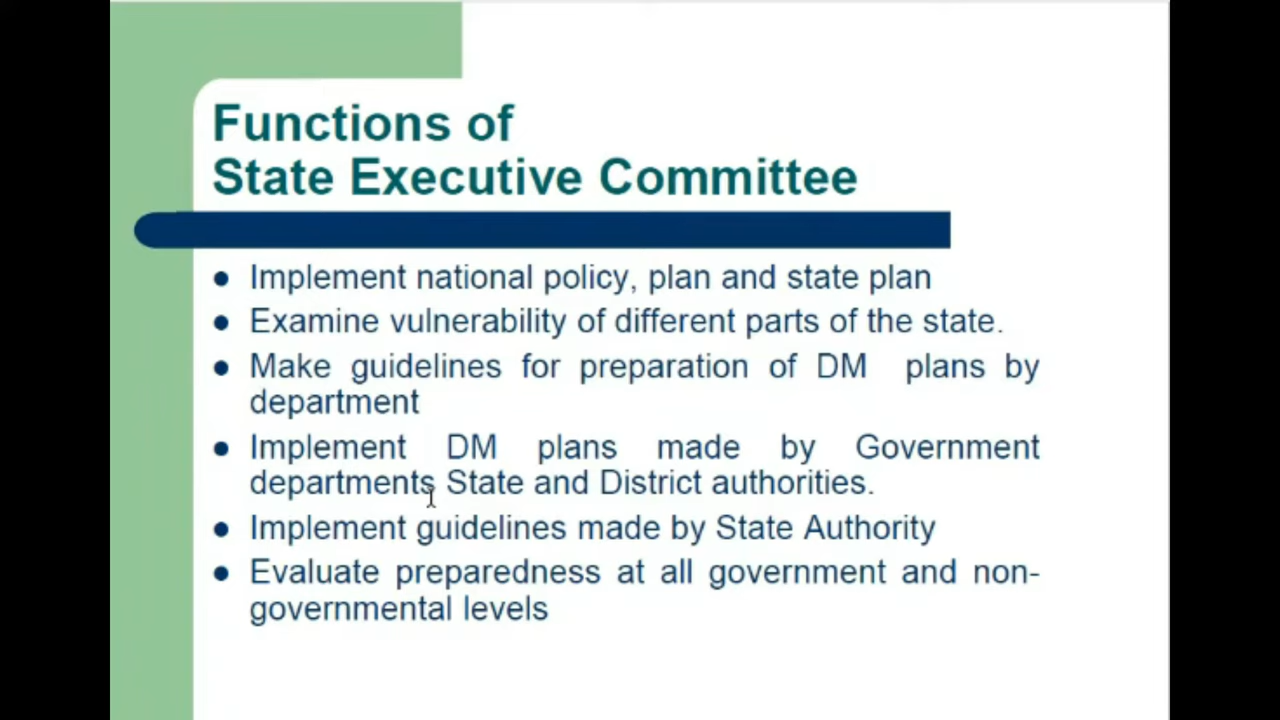 Functions of
State Executive Committee
● Implement national policy, plan and state plan
● Examine vulnerability of different parts of the state.
● Make guidelines for preparation of DM plans by
department
● Implement DM plans made by Government
departments State and District authorities.
● Implement guidelines made by State Authority
● Evaluate preparedness at all government and non-
governmental levels